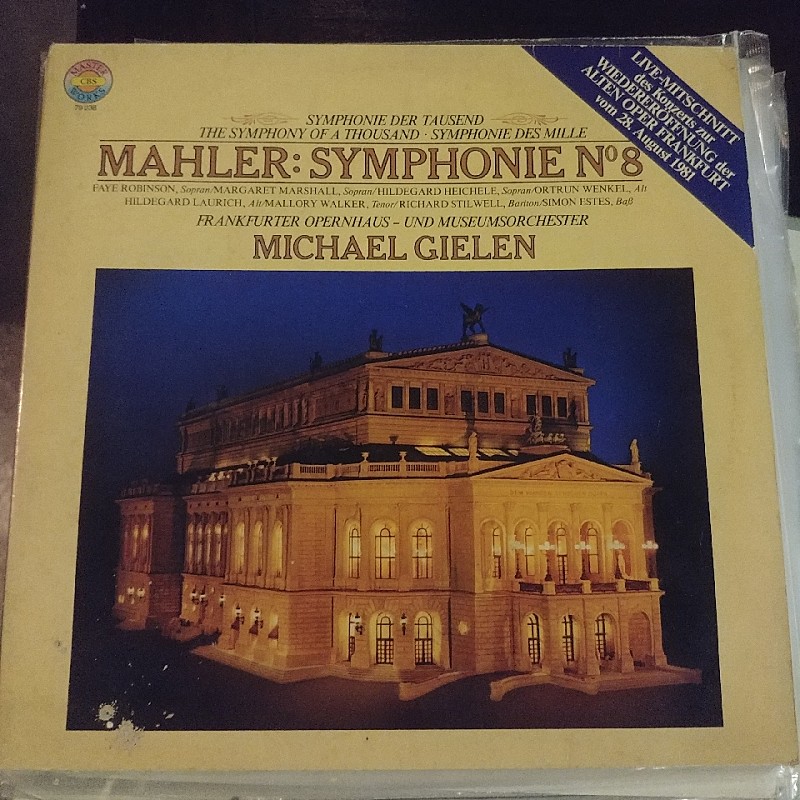 MASTER
CBS
WORKS
LIVE-MITSCHNITT
des Konzerts zur
WIEDERERÖFFNUNG der
ALTEN OPER FRANKFURT
vom 28. August 1981
SYMPHONIE DER TAUSEND
THE SYMPHONY OF A THOUSAND · SYMPHONIE DES MILLE
MAHLER: SYMPHONIE Nº 8
FAYE ROBINSON, Sopran/MARGARET MARSHALL, Sopran/HILDEGARD HEICHELE, Sopran/ORTRUN WENKEL, Alt
HILDEGARD LAURICH, Alt/MALLORY WALKER, Tenor/RICHARD STILWELL, Bariton/SIMON ESTES, Baß
FRANKFURTER OPERNHAUS – UND MUSEUMSORCHESTER
MICHAEL GIELEN